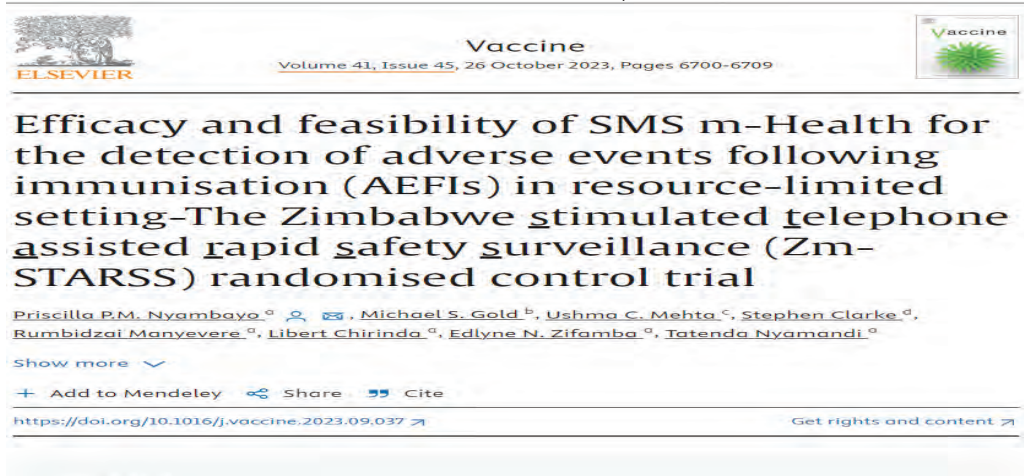 ELSEVIER
Vaccine
Volume 41, Issue 45, 26 October 2023, Pages 6700-6709
Vaccine
Efficacy and feasibility of SMS m-Health for
the detection of adverse events following
immunisation (AEFIs) in resource-limited
setting-The Zimbabwe stimulated telephone
assisted rapid safety surveillance (Zm-
STARSS) randomised control trial
Priscilla P.M. Nyambayo a, Michael S. Gold b, Ushma C. Mehta c, Stephen Clarke d,
Rumbidzai Manyevere a, Libert Chirinda a, Edlyne N. Zifamba a, Tatenda Nyamandi a
Show more
+ Add to Mendeley Share Cite
https://doi.org/10.1016/j.vaccine.2023.09.037 Get rights and content